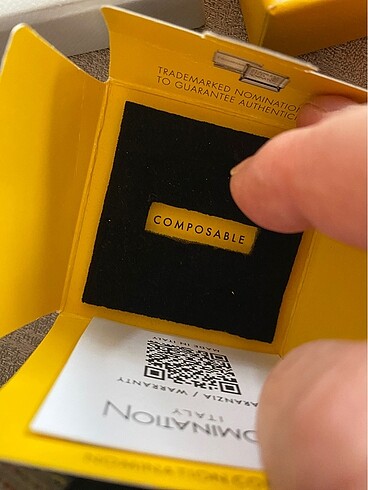 TRADEMARKED NOMINATION
TO GUARANTEE AUTHENTIC
COMPOSABLE
MADE IN ITALY
GARANZIA / WARRANTY
ITALY
NOMINATION